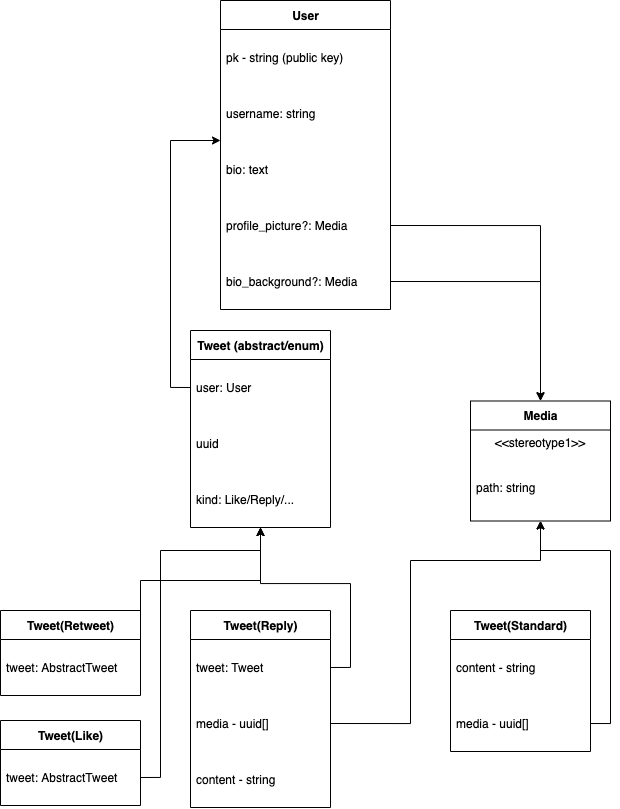 User
pk - string (public key)
username: string
bio: text
profile_picture?: Media
bio_background?: Media
Tweet (abstract/enum)
user: User
uuid
kind: Like/Reply/...
Media
<<stereotype1>>
path: string
Tweet(Retweet)
tweet: AbstractTweet
Tweet(Like)
tweet: AbstractTweet
Tweet(Reply)
tweet: Tweet
media - uuid[]
content - string
Tweet(Standard)
content - string
media - uuid[]